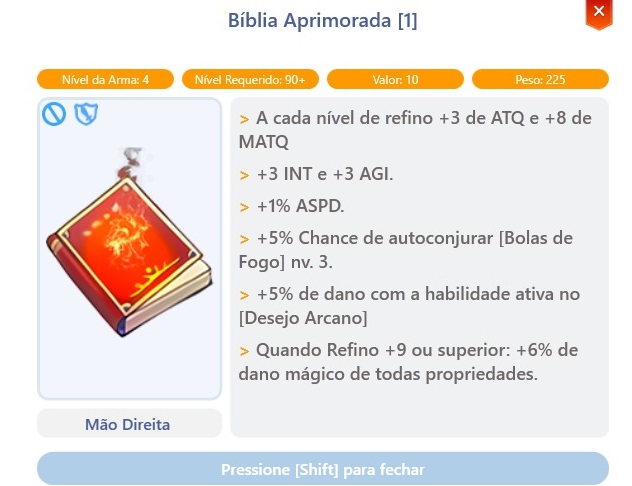 Bíblia Aprimorada [1]
Nível da Arma: 4
Nível Requerido: 90+
Valor: 10
Peso: 225
> A cada nível de refino +3 de ATQ e +8 de
MATQ
> +3 INT e +3 AGI.
> +1% ASPD.
> +5% Chance de autoconjurar [Bolas de
Fogo] nv. 3.
> +5% de dano com a habilidade ativa no
[Desejo Arcano]
> Quando Refino +9 ou superior: +6% de
dano mágico de todas propriedades.
Mão Direita
Pressione [Shift] para fechar